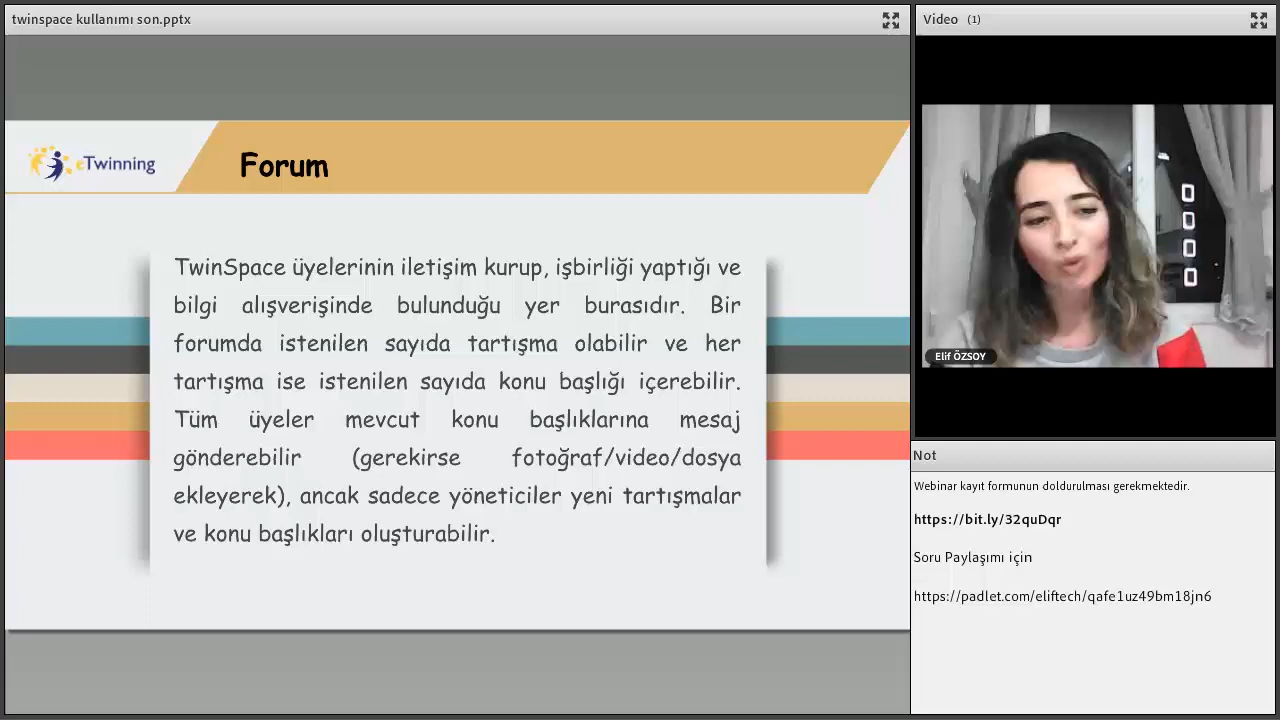 twinspace kullanımı son.pptx
eTwinning
Forum
TwinSpace üyelerinin iletişim kurup, işbirliği yaptığı ve
bilgi alışverişinde bulunduğu yer burasıdır. Bir
forumda istenilen sayıda tartışma olabilir ve her
tartışma ise istenilen sayıda konu başlığı içerebilir.
Tüm üyeler mevcut konu başlıklarına mesaj
gönderebilir (gerekirse fotoğraf/video/dosya
ekleyerek), ancak sadece yöneticiler yeni tartışmalar
ve konu başlıkları oluşturabilir.
Video (1)
Elif ÖZSOY
Not
Webinar kayıt formunun doldurulması gerekmektedir.
https://bit.ly/32quDqr
Soru Paylaşımı için
https://padlet.com/eliftech/qafe1uz49bm18jn6